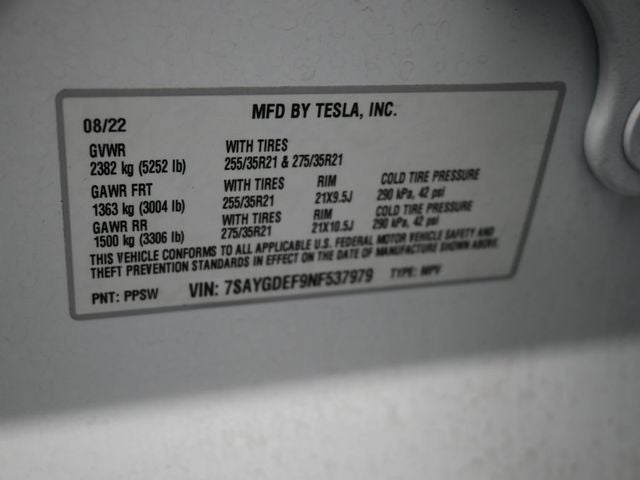 MFD BY TESLA, INC.
08/22
GVWR WITH TIRES
2382 kg (5252 lb) 255/35R21 & 275/35R21
GAWR FRT WITH TIRES RIM COLD TIRE PRESSURE
1363 kg (3004 lb) 255/35R21 21X9.5J 290 kPa, 42 psi
GAWR RR WITH TIRES RIM COLD TIRE PRESSURE
1500 kg (3306 lb) 275/35R21 21X10.5J 290 kPa, 42 psi
THIS VEHICLE CONFORMS TO ALL APPLICABLE U.S. FEDERAL MOTOR VEHICLE SAFETY AND
THEFT PREVENTION STANDARDS IN EFFECT ON THE DATE OF MANUFACTURE SHOWN ABOVE.
PNT: PPSW VIN: 7SAYGDEF9NF537979 TYPE: MPV